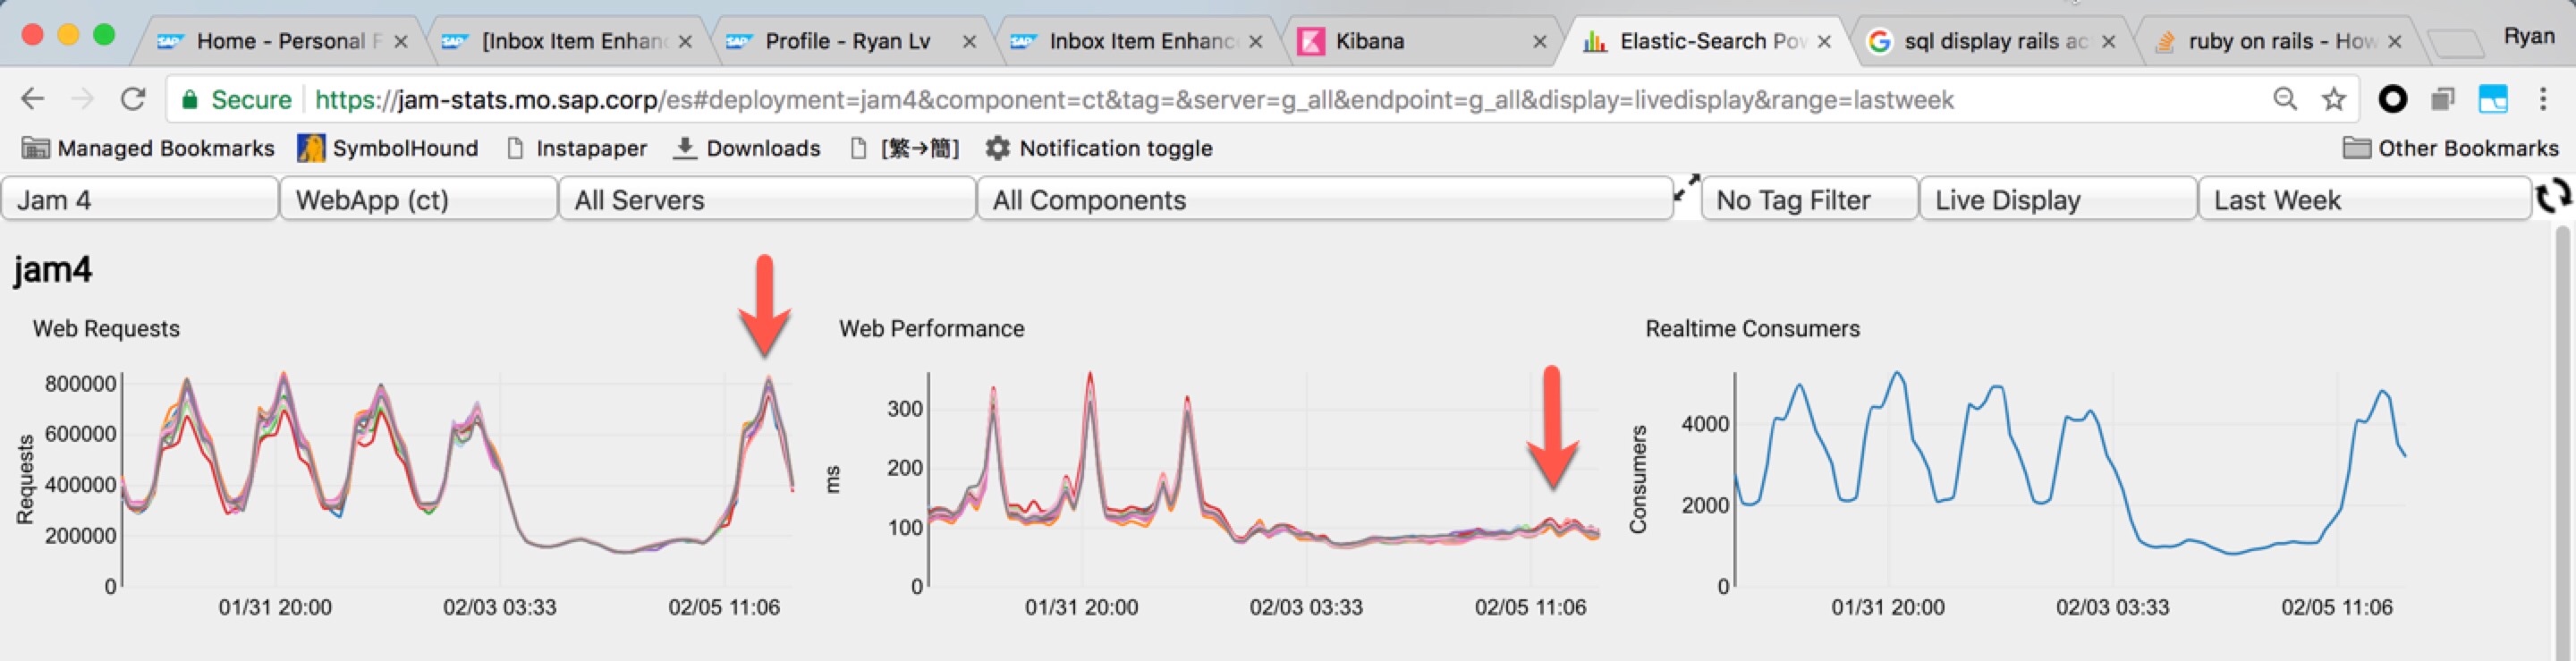 Home - Personal F
[Inbox Item Enhanc
Profile - Ryan Lv
Inbox Item Enhance
Kibana
Elastic-Search Pow
sql display rails ac
ruby on rails - How
Ryan
Secure https://jam-stats.mo.sap.corp/es#deployment=jam4&component=ct&tag=&server=g_all&endpoint=g_all&display=livedisplay&range=lastweek
Managed Bookmarks SymbolHound Instapaper Downloads [繁→簡] Notification toggle Other Bookmarks
Jam 4 WebApp (ct) All Servers All Components No Tag Filter Live Display Last Week
jam4
Web Requests
800000
600000
400000
200000
0
Requests
01/31 20:00 02/03 03:33 02/05 11:06
Web Performance
300
200
100
0
ms
01/31 20:00 02/03 03:33 02/05 11:06
Realtime Consumers
4000
2000
0
Consumers
01/31 20:00 02/03 03:33 02/05 11:06